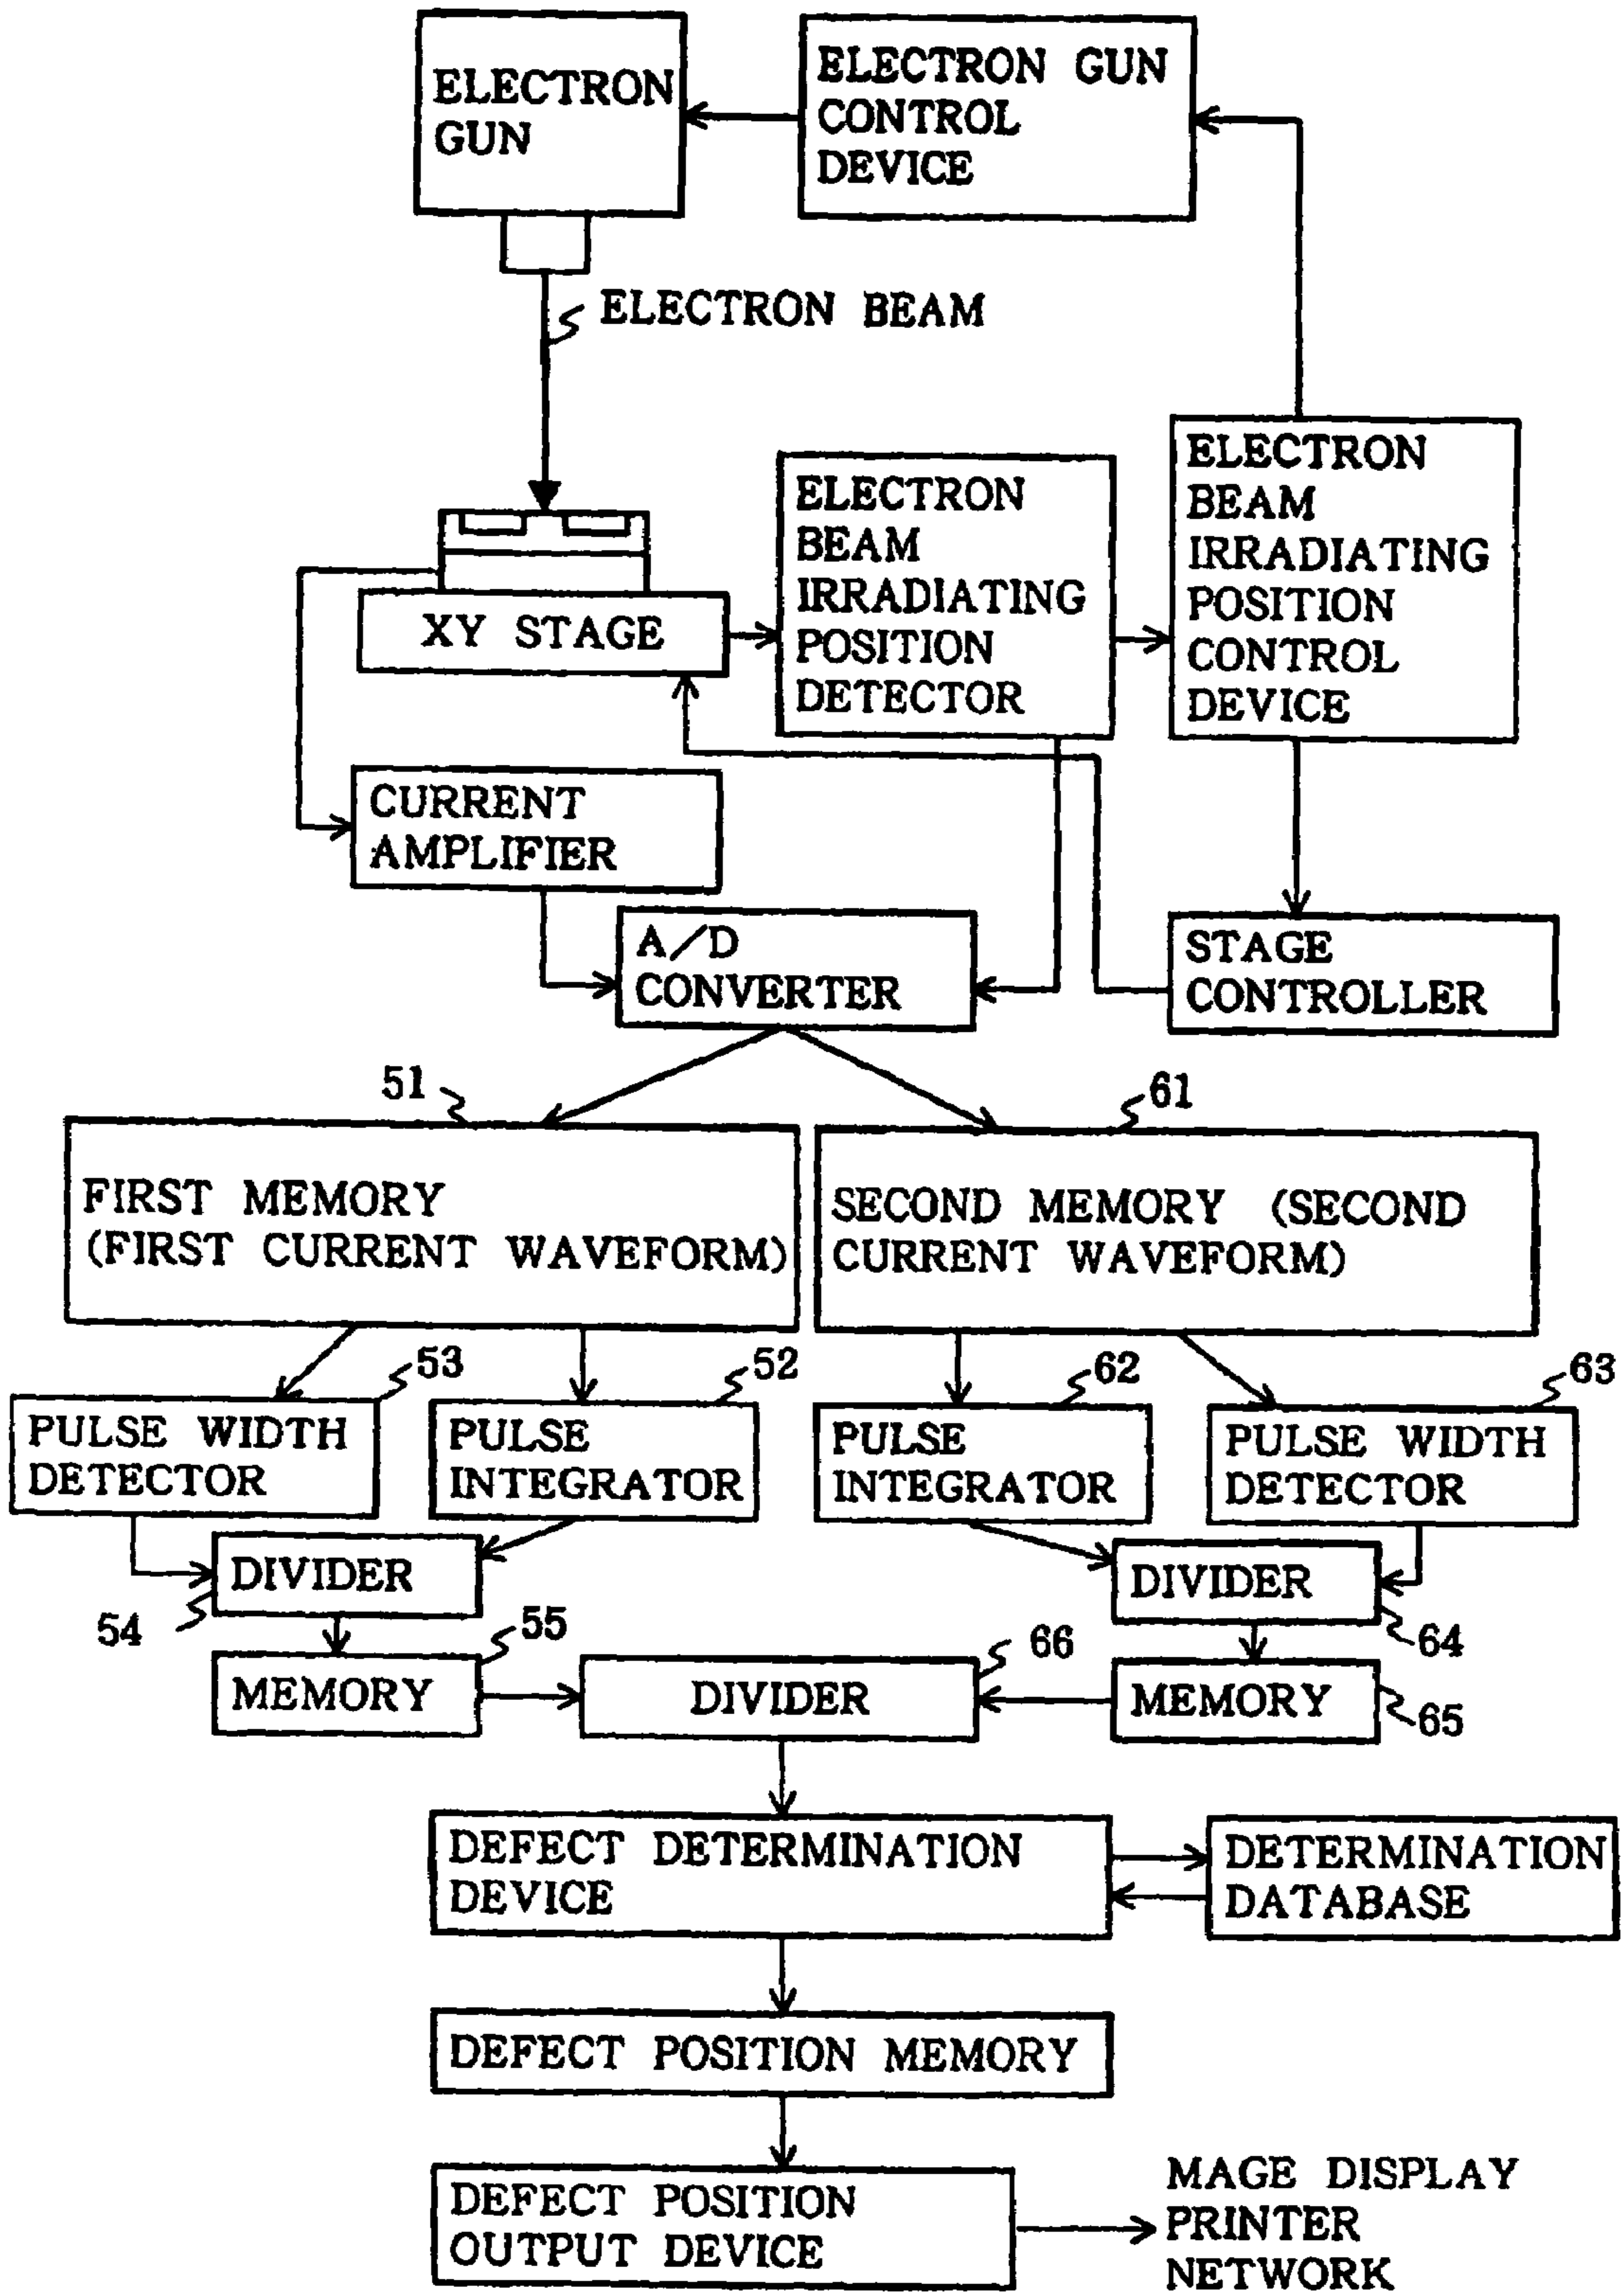 ELECTRON
GUN
ELECTRON GUN
CONTROL
DEVICE
ELECTRON BEAM
XY STAGE
ELECTRON
BEAM
IRRADIATING
POSITION
DETECTOR
ELECTRON
BEAM
IRRADIATING
POSITION
CONTROL
DEVICE
CURRENT
AMPLIFIER
A/D
CONVERTER
STAGE
CONTROLLER
51
61
FIRST MEMORY
(FIRST CURRENT WAVEFORM)
SECOND MEMORY (SECOND
CURRENT WAVEFORM)
53
52
62
63
PULSE WIDTH
DETECTOR
PULSE
INTEGRATOR
PULSE
INTEGRATOR
PULSE WIDTH
DETECTOR
DIVIDER
DIVIDER
54
55
66
64
MEMORY
DIVIDER
MEMORY
65
DEFECT DETERMINATION
DEVICE
DETERMINATION
DATABASE
DEFECT POSITION MEMORY
DEFECT POSITION
OUTPUT DEVICE
MAGE DISPLAY
PRINTER
NETWORK